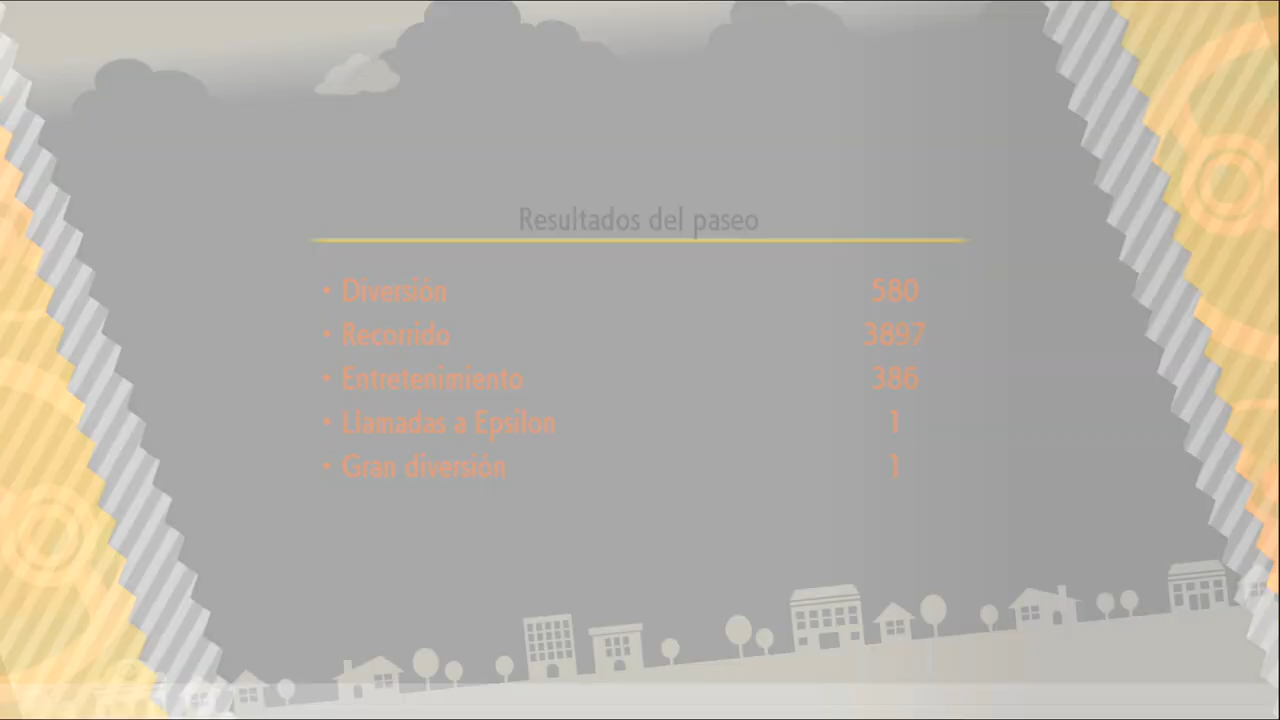 Resultados del paseo
• Diversión 580
• Recorrido 3897
• Entretenimiento 386
• Llamadas a Epsilon 1
• Gran diversión 1